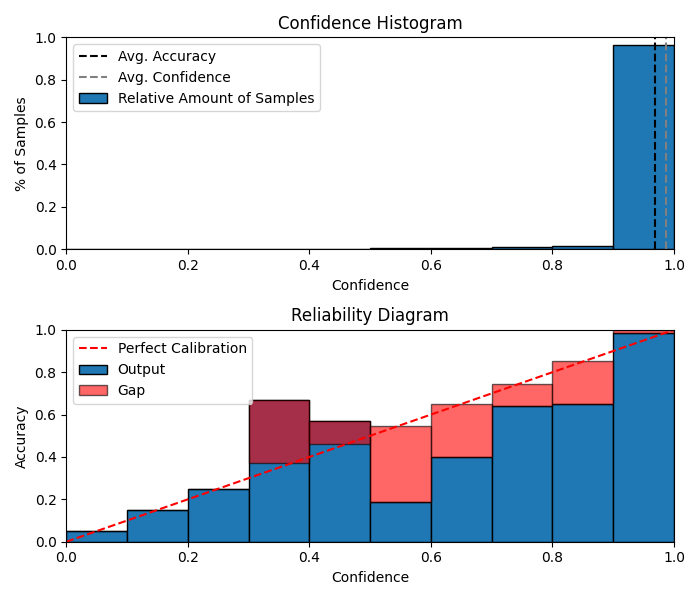 Confidence Histogram
1.0
0.8
0.6
0.4
0.2
0.0
% of Samples
Avg. Accuracy
Avg. Confidence
Relative Amount of Samples
0.0 0.2 0.4 0.6 0.8 1.0
Confidence
Reliability Diagram
1.0
0.8
0.6
0.4
0.2
0.0
Accuracy
Perfect Calibration
Output
Gap
0.0 0.2 0.4 0.6 0.8 1.0
Confidence